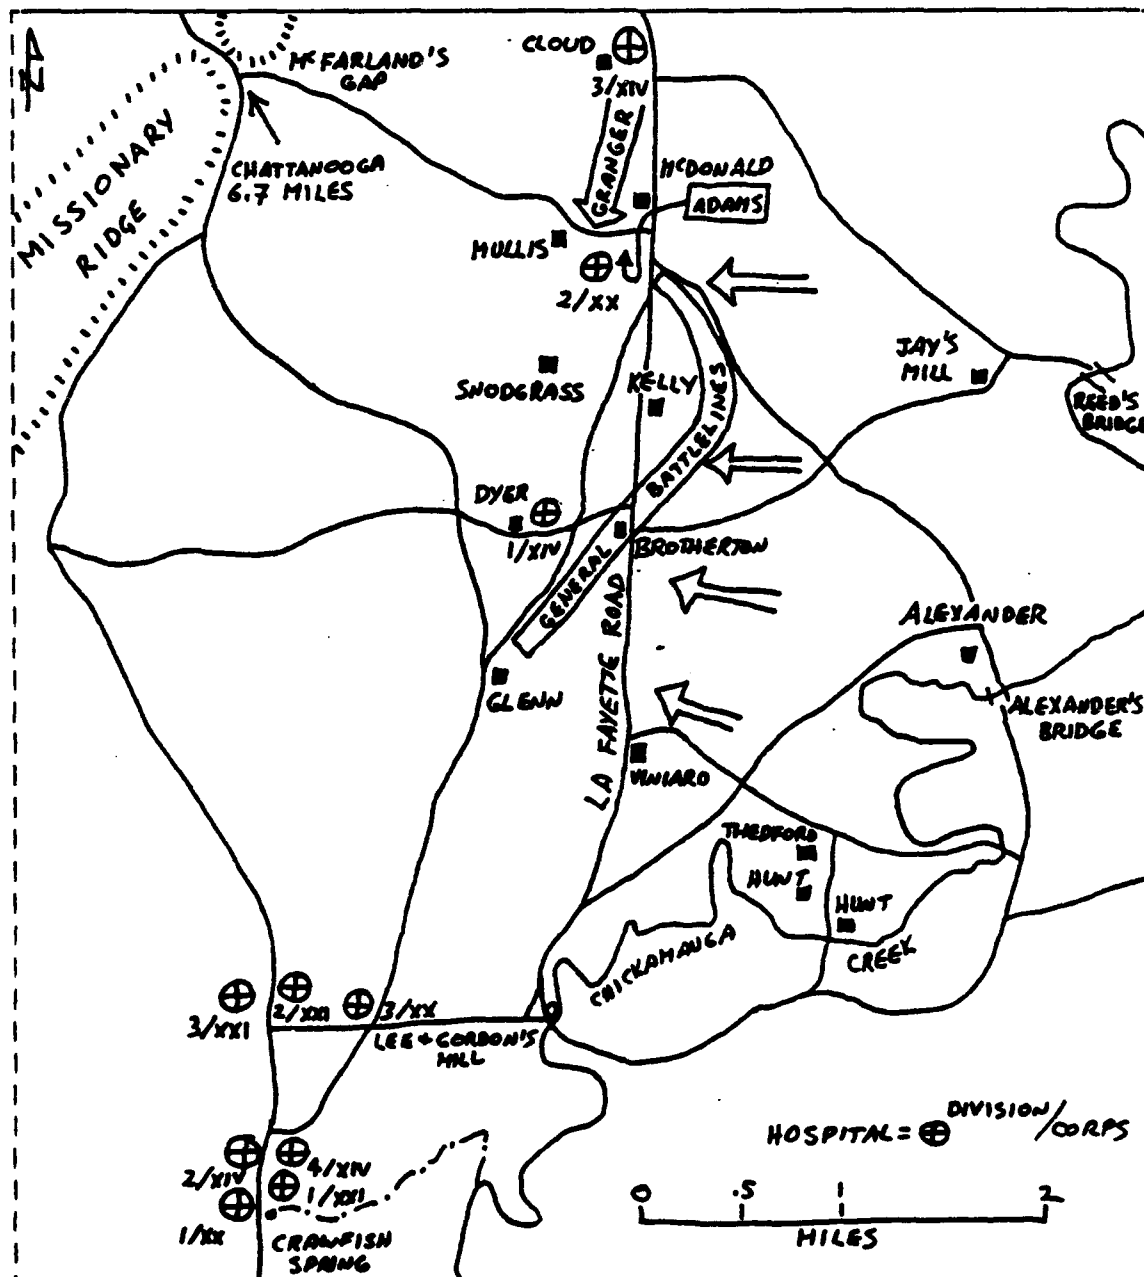 N
CLOUD
McFARLAND'S
GAP
3/XIV
GRANGER
MISSIONARY
RIDGE
CHATTANOOGA
6.7 MILES
McDONALD
ADAMS
MULLIS
2/XX
JAY'S
MILL
REED'S
BRIDGE
SNODGRASS
KELLY
GENERAL BATTLELINES
DYER
1/XIV
BROTHERTON
LA FAYETTE ROAD
ALEXANDER
ALEXANDER'S
BRIDGE
GLENN
VINIARD
THEDFORD
HUNT
HUNT
CHICKAMANGA
CREEK
3/XXI
2/XXI
3/XX
LEE + GORDON'S
MILL
HOSPITAL = ⊕ DIVISION/CORPS
2/XIV
4/XIV
1/XXI
1/XX
CRAWFISH
SPRING
0 .5 1 2
MILES